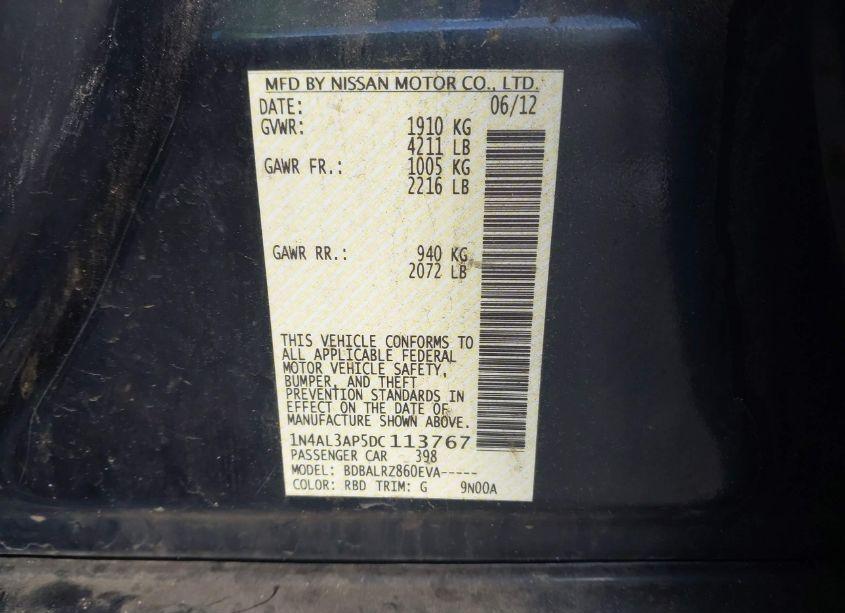 MFD BY NISSAN MOTOR CO., LTD.
DATE: 06/12
GVWR: 1910 KG
4211 LB
GAWR FR.: 1005 KG
2216 LB
GAWR RR.: 940 KG
2072 LB
THIS VEHICLE CONFORMS TO
ALL APPLICABLE FEDERAL
MOTOR VEHICLE SAFETY,
BUMPER, AND THEFT
PREVENTION STANDARDS IN
EFFECT ON THE DATE OF
MANUFACTURE SHOWN ABOVE.
1N4AL3AP5DC113767
PASSENGER CAR 398
MODEL: BDBALRZ860EVA-----
COLOR: RBD TRIM: G 9N00A